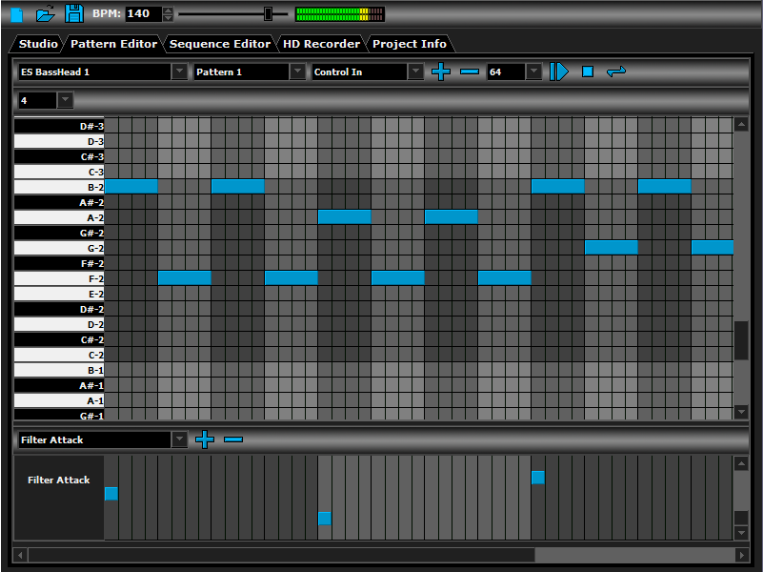 BPM: 140
Studio Pattern Editor Sequence Editor HD Recorder Project Info
ES BassHead 1 Pattern 1 Control In 64
4
D#-3
D-3
C#-3
C-3
B-2
A#-2
A-2
G#-2
G-2
F#-2
F-2
E-2
D#-2
D-2
C#-2
C-2
B-1
A#-1
A-1
G#-1
Filter Attack
Filter Attack